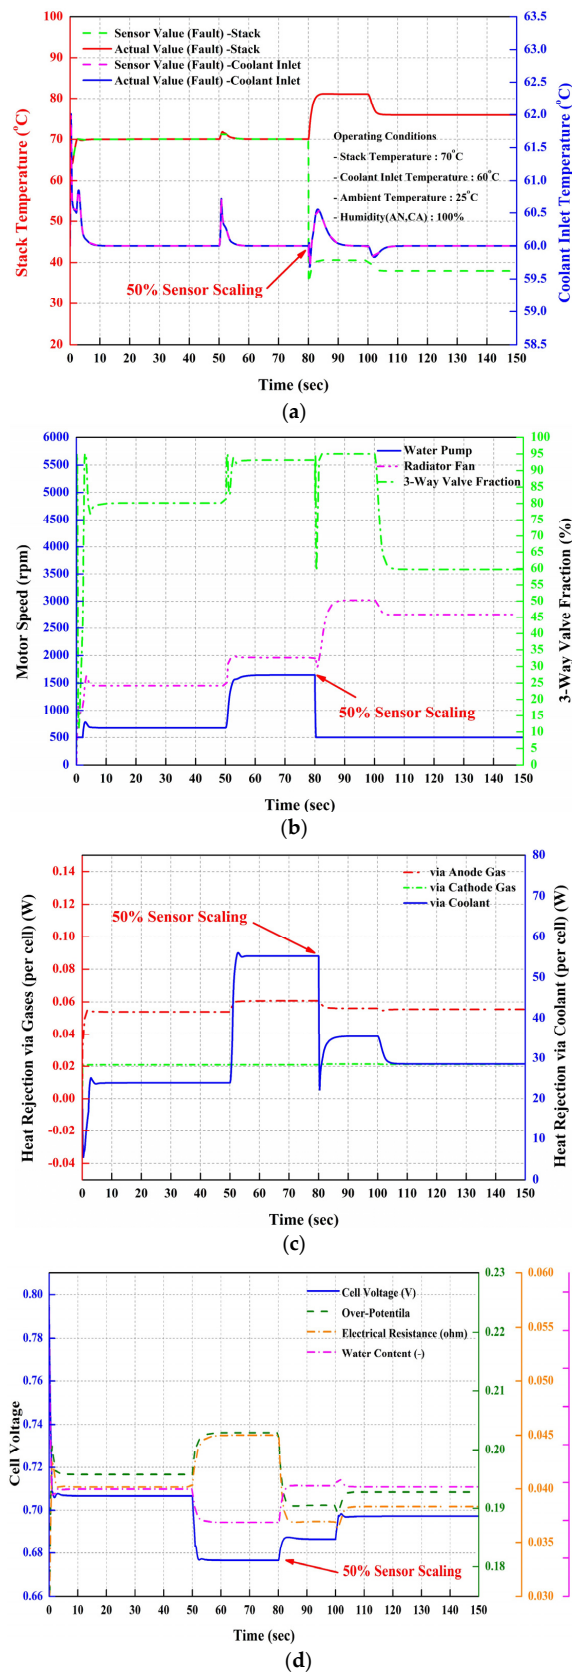 Sensor Value (Fault) -Stack
Actual Value (Fault) -Stack
Sensor Value (Fault) -Coolant Inlet
Actual Value (Fault) -Coolant Inlet
Operating Conditions
- Stack Temperature : 70°C
- Coolant Inlet Temperature : 60°C
- Ambient Temperature : 25°C
- Humidity(AN,CA) : 100%
50% Sensor Scaling
Stack Temperature (°C)
100
90
80
70
60
50
40
30
20
Coolant Inlet Temperature (°C)
63.5
63.0
62.5
62.0
61.5
61.0
60.5
60.0
59.5
59.0
58.5
0 10 20 30 40 50 60 70 80 90 100 110 120 130 140 150
Time (sec)
(a)
Water Pump
Radiator Fan
3-Way Valve Fraction
50% Sensor Scaling
Motor Speed (rpm)
6000
5500
5000
4500
4000
3500
3000
2500
2000
1500
1000
500
0
3-Way Valve Fraction (%)
100
95
90
85
80
75
70
65
60
55
50
45
40
35
30
25
20
15
10
5
0
0 10 20 30 40 50 60 70 80 90 100 110 120 130 140 150
Time (sec)
(b)
via Anode Gas
via Cathode Gas
via Coolant
50% Sensor Scaling
Heat Rejection via Gases (per cell) (W)
0.14
0.12
0.10
0.08
0.06
0.04
0.02
0.00
-0.02
-0.04
Heat Rejection via Coolant (per cell) (W)
80
70
60
50
40
30
20
10
0
0 10 20 30 40 50 60 70 80 90 100 110 120 130 140 150
Time (sec)
(c)
Cell Voltage (V)
Over-Potentila
Electrical Resistance (ohm)
Water Content (-)
50% Sensor Scaling
Cell Voltage
0.80
0.78
0.76
0.74
0.72
0.70
0.68
0.66
0.23
0.22
0.21
0.20
0.19
0.18
0.060
0.055
0.050
0.045
0.040
0.035
0.030
0 10 20 30 40 50 60 70 80 90 100 110 120 130 140 150
Time (sec)
(d)